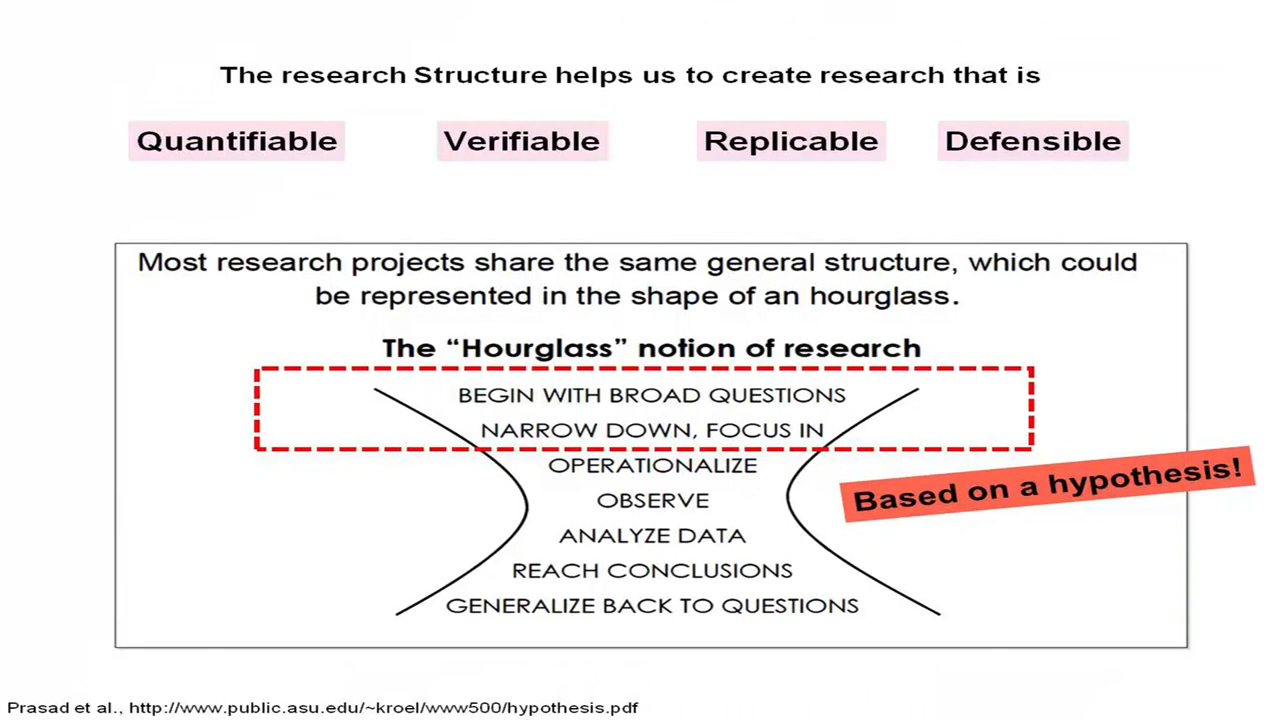 The research Structure helps us to create research that is
Quantifiable Verifiable Replicable Defensible
Most research projects share the same general structure, which could
be represented in the shape of an hourglass.
The “Hourglass” notion of research
BEGIN WITH BROAD QUESTIONS
NARROW DOWN, FOCUS IN
OPERATIONALIZE
OBSERVE
Based on a hypothesis!
ANALYZE DATA
REACH CONCLUSIONS
GENERALIZE BACK TO QUESTIONS
Prasad et al., http://www.public.asu.edu/~kroel/www500/hypothesis.pdf